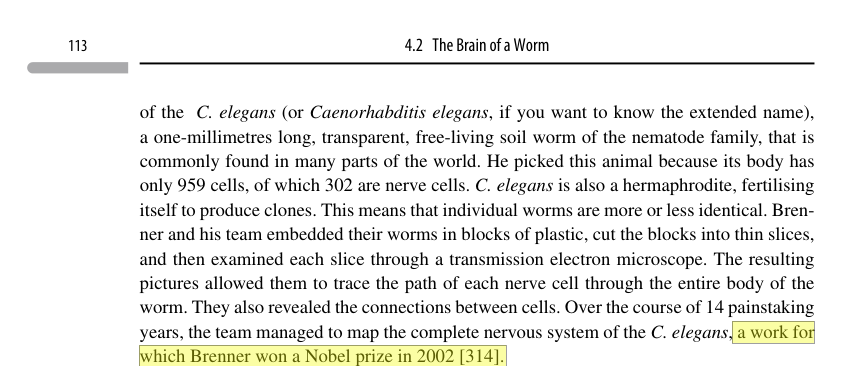 113
4.2 The Brain of a Worm
of the C. elegans (or Caenorhabditis elegans, if you want to know the extended name),
a one-millimetres long, transparent, free-living soil worm of the nematode family, that is
commonly found in many parts of the world. He picked this animal because its body has
only 959 cells, of which 302 are nerve cells. C. elegans is also a hermaphrodite, fertilising
itself to produce clones. This means that individual worms are more or less identical. Bren-
ner and his team embedded their worms in blocks of plastic, cut the blocks into thin slices,
and then examined each slice through a transmission electron microscope. The resulting
pictures allowed them to trace the path of each nerve cell through the entire body of the
worm. They also revealed the connections between cells. Over the course of 14 painstaking
years, the team managed to map the complete nervous system of the C. elegans, a work for
which Brenner won a Nobel prize in 2002 [314].